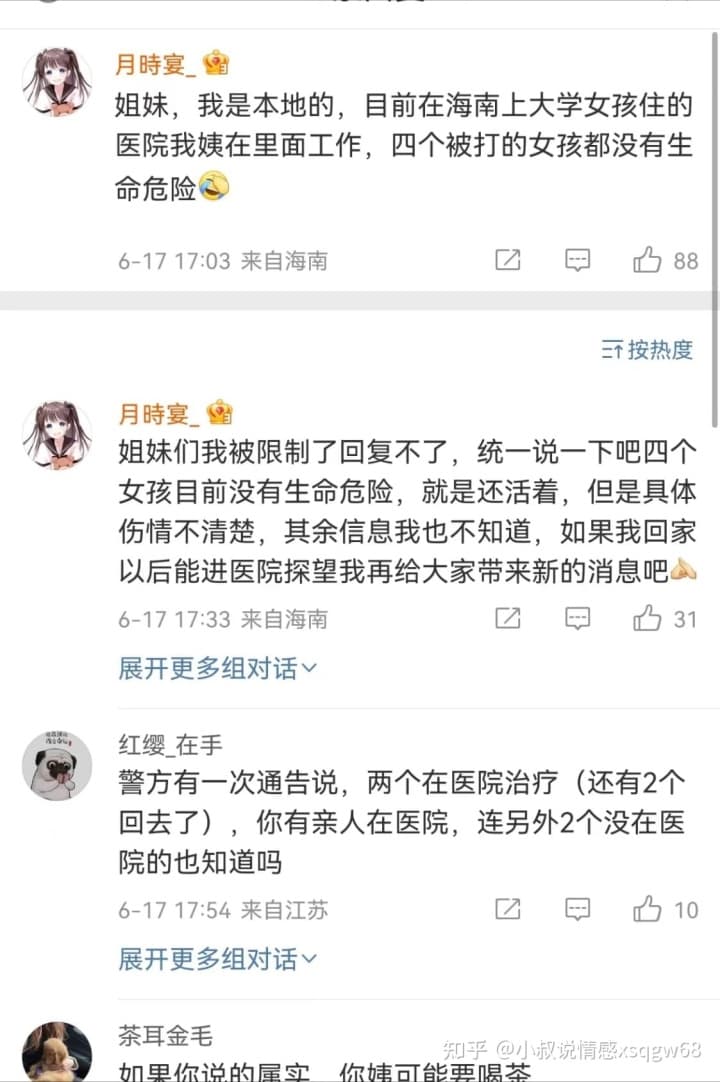 月時宴_
姐妹，我是本地的，目前在海南上大学女孩住的
医院我姨在里面工作，四个被打的女孩都没有生
命危险🤣
6-17 17:03 来自海南
88
按热度
月時宴_
姐妹们我被限制了回复不了，统一说一下吧四个
女孩目前没有生命危险，就是还活着，但是具体
伤情不清楚，其余信息我也不知道，如果我回家
以后能进医院探望我再给大家带来新的消息吧
6-17 17:33 来自海南
31
展开更多组对话
红缨_在手
警方有一次通告说，两个在医院治疗（还有2个
回去了），你有亲人在医院，连另外2个没在医
院的也知道吗
6-17 17:54 来自江苏
10
展开更多组对话
茶耳金毛
如果你说的属实，你姨可能要喝茶
知乎 @小叔说情感xsqgw68